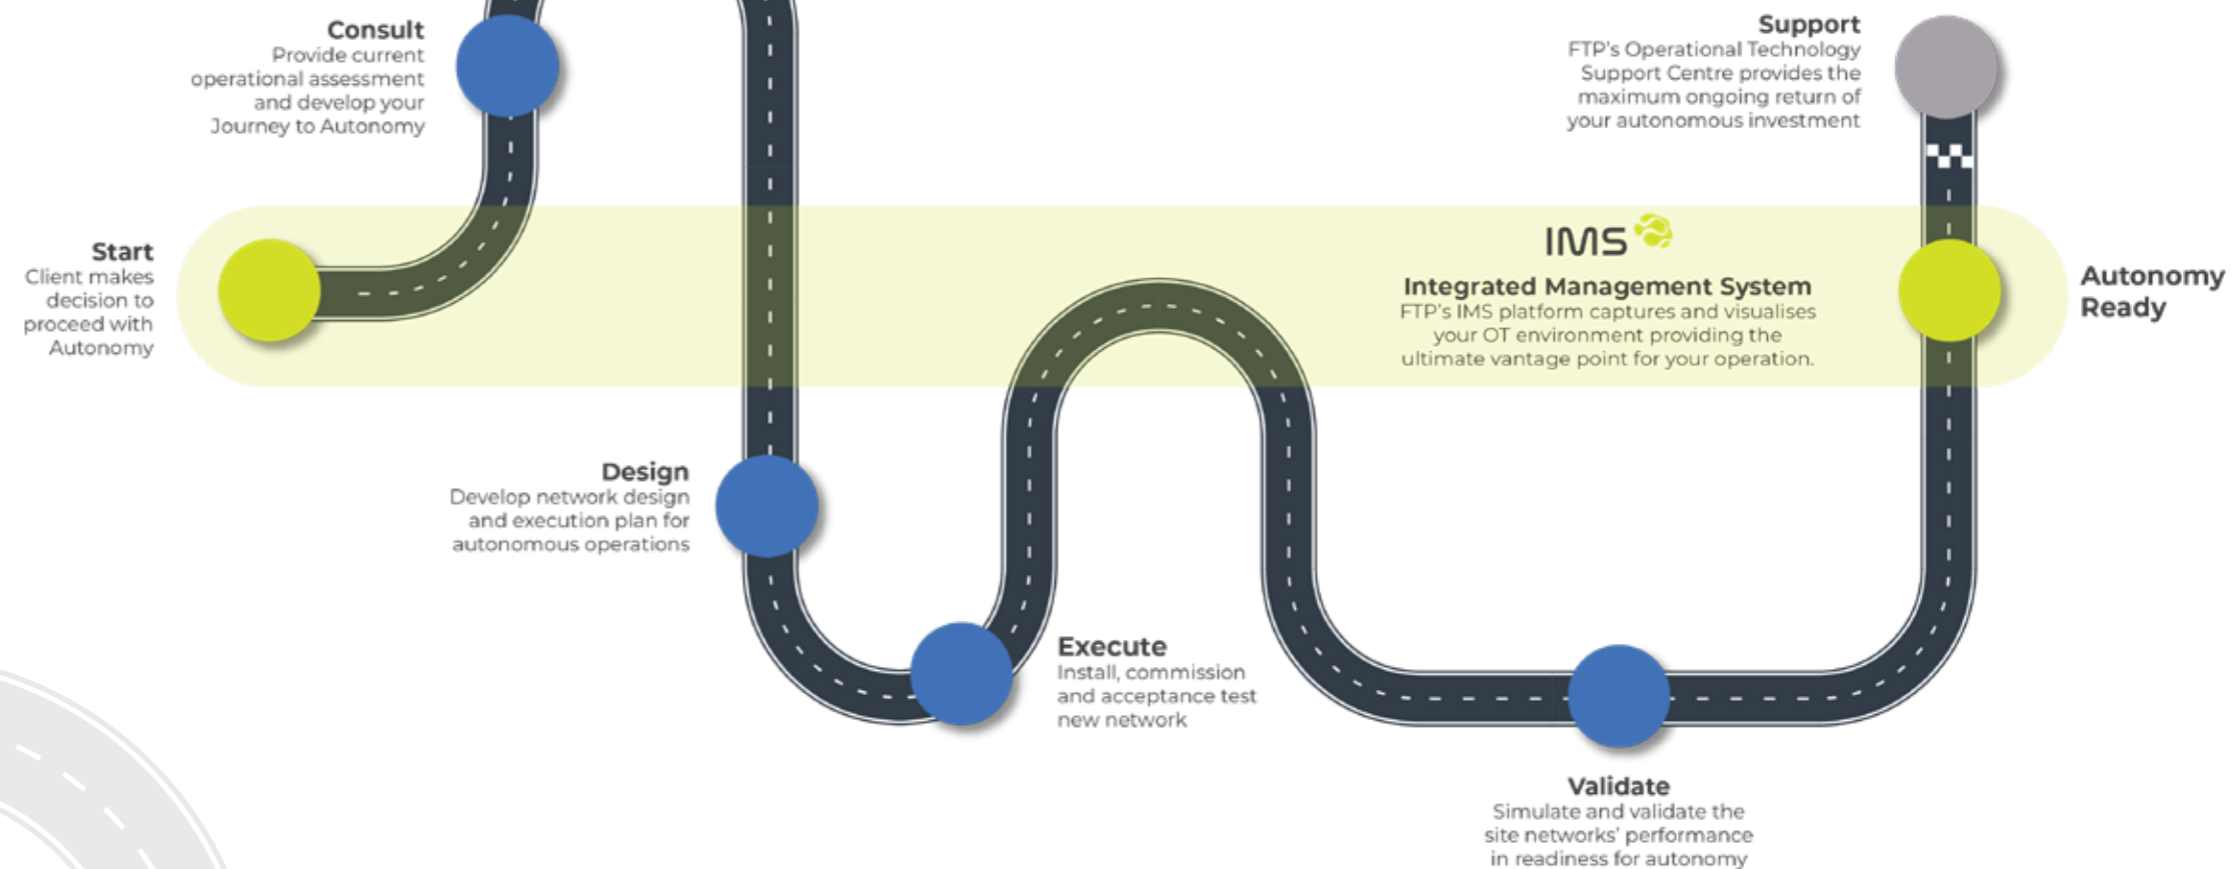 Consult
Provide current
operational assessment
and develop your
Journey to Autonomy
Support
FTP's Operational Technology
Support Centre provides the
maximum ongoing return of
your autonomous investment
Start
Client makes
decision to
proceed with
Autonomy
IMS
Integrated Management System
FTP's IMS platform captures and visualises
your OT environment providing the
ultimate vantage point for your operation.
Autonomy
Ready
Design
Develop network design
and execution plan for
autonomous operations
Execute
Install, commission
and acceptance test
new network
Validate
Simulate and validate the
site networks' performance
in readiness for autonomy